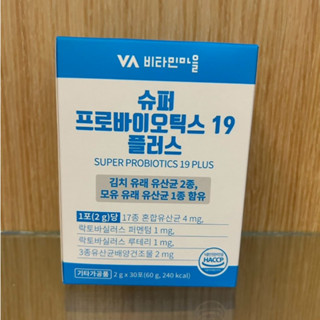 VA 비타민마을
슈퍼
프로바이오틱스 19
플러스
SUPER PROBIOTICS 19 PLUS
김치 유래 유산균 2종,
모유 유래 유산균 1종 함유
1포(2 g)당 17종 혼합유산균 4 mg,
락토바실러스 퍼멘텀 1 mg,
락토바실러스 루테리 1 mg,
3종유산균배양건조물 2 mg
HACCP
기타가공품 2 g x 30포(60 g, 240 kcal)